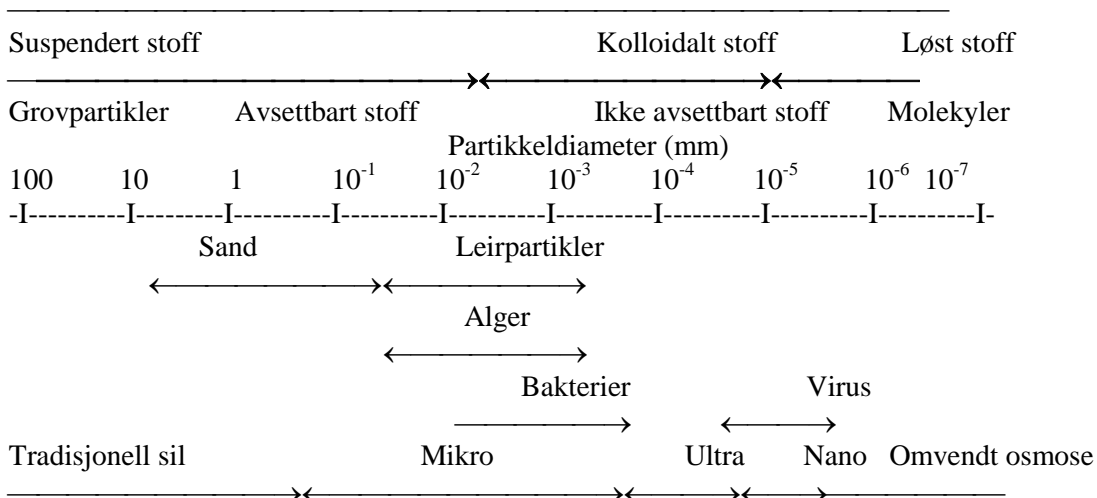 Suspendert stoff Kolloidalt stoff Løst stoff
Grovpartikler Avsettbart stoff Ikke avsettbart stoff Molekyler
Partikkeldiameter (mm)
100 10 1 10⁻¹ 10⁻² 10⁻³ 10⁻⁴ 10⁻⁵ 10⁻⁶ 10⁻⁷
-I----------I---------I----------I----------I----------I----------I----------I----------I----------I-
Sand Leirpartikler
Alger
Bakterier Virus
Tradisjonell sil Mikro Ultra Nano Omvendt osmose